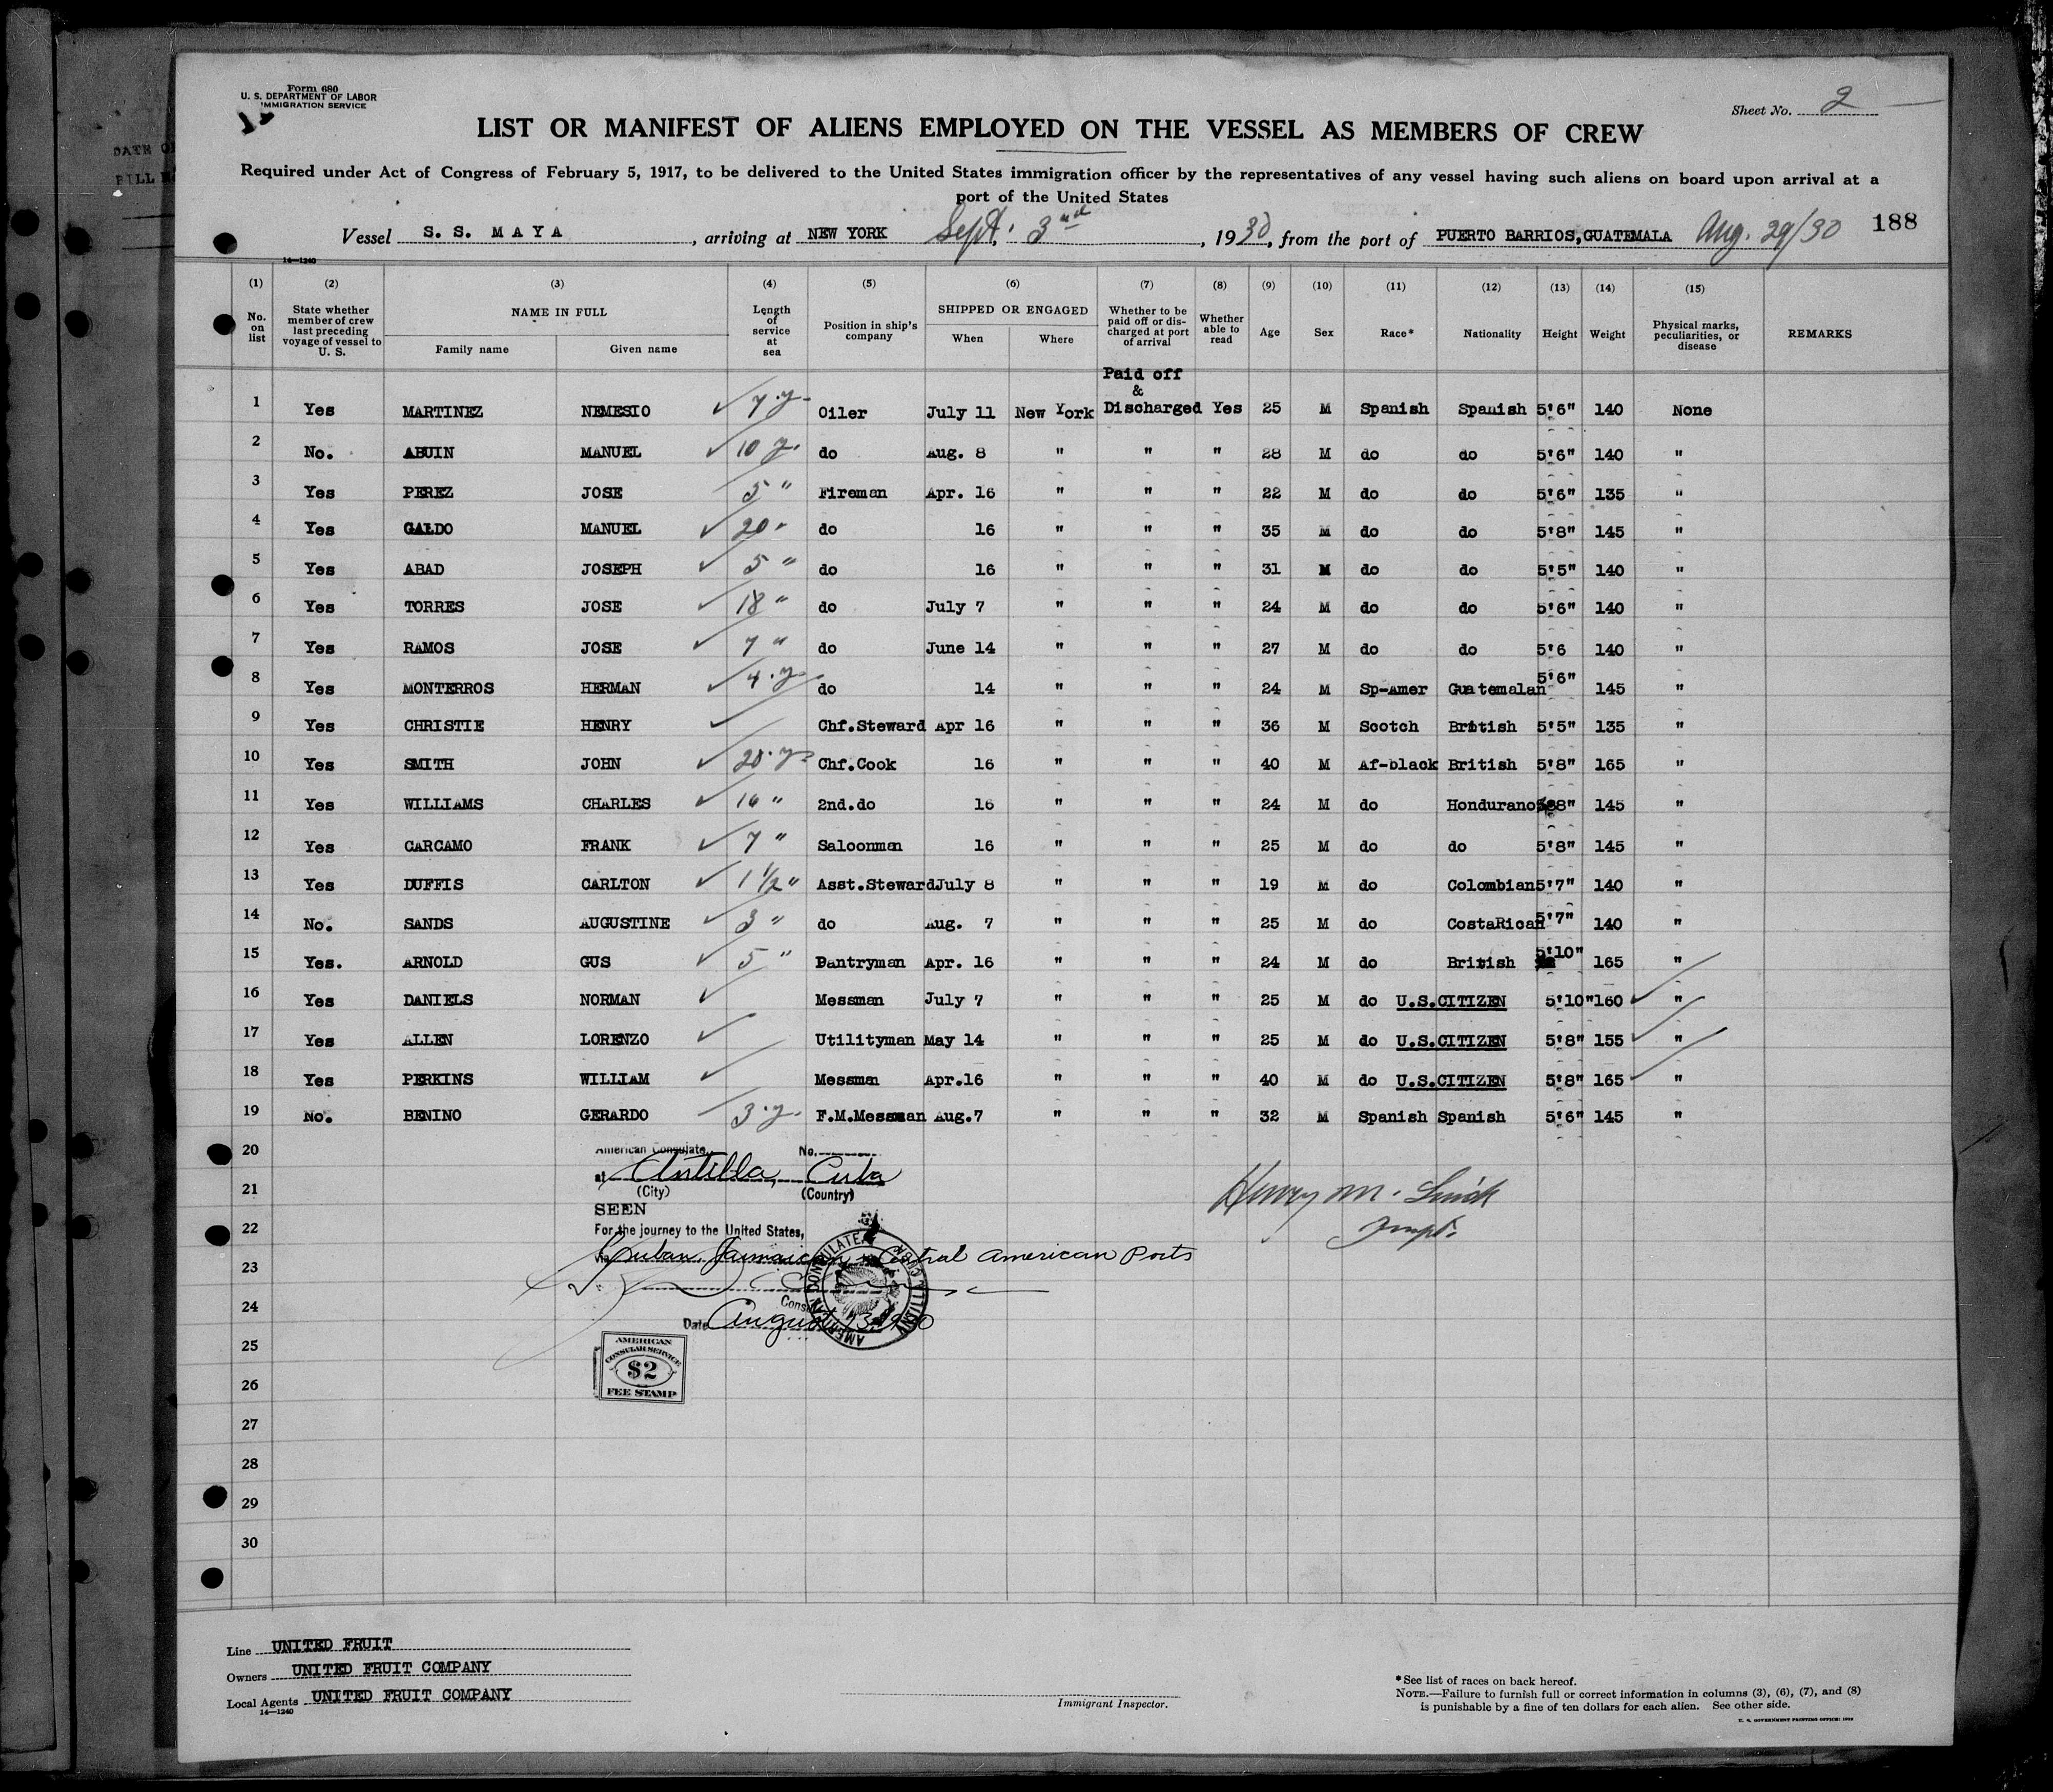 Form 680
U. S. DEPARTMENT OF LABOR
IMMIGRATION SERVICE
Sheet No. 2
LIST OR MANIFEST OF ALIENS EMPLOYED ON THE VESSEL AS MEMBERS OF CREW
Required under Act of Congress of February 5, 1917, to be delivered to the United States immigration officer by the representatives of any vessel having such aliens on board upon arrival at a
port of the United States
Vessel S. S. MAYA, arriving at NEW YORK Sept. 3rd, 1930, from the port of PUERTO BARRIOS, GUATEMALA Aug. 29/30 188
14—1240
(1) No. on list (2) State whether member of crew last preceding voyage of vessel to U. S. (3) NAME IN FULL Family name Given name (4) Length of service at sea (5) Position in ship's company (6) SHIPPED OR ENGAGED When Where (7) Whether to be paid off or discharged at port of arrival (8) Whether able to read (9) Age (10) Sex (11) Race* (12) Nationality (13) Height (14) Weight (15) Physical marks, peculiarities, or disease REMARKS
1 Yes MARTINEZ NEMESIO 7 y. Oiler July 11 New York Paid off & Discharged Yes 25 M Spanish Spanish 5'6" 140 None
2 No. ABUIN MANUEL 10 y. do Aug. 8 " " " 28 M do do 5'6" 140 "
3 Yes PEREZ JOSE 5 " Fireman Apr. 16 " " " 22 M do do 5'6" 135 "
4 Yes GALDO MANUEL 20 " do 16 " " " 35 M do do 5'8" 145 "
5 Yes ABAD JOSEPH 5 " do 16 " " " 31 M do do 5'5" 140 "
6 Yes TORRES JOSE 18 " do July 7 " " " 24 M do do 5'6" 140 "
7 Yes RAMOS JOSE 7 " do June 14 " " " 27 M do do 5'6 140 "
8 Yes MONTERROS HERMAN 4 y. do 14 " " " 24 M Sp-Amer Guatemalan 5'6" 145 "
9 Yes CHRISTIE HENRY Chf.Steward Apr 16 " " " 36 M Scotch British 5'5" 135 "
10 Yes SMITH JOHN y. Chf.Cook 16 " " " 40 M Af-black British 5'8" 165 "
11 Yes WILLIAMS CHARLES 16 " 2nd.do 16 " " " 24 M do Hondurano 8" 145 "
12 Yes CARCAMO FRANK 7 " Saloonman 16 " " " 25 M do do 5'8" 145 "
13 Yes DUFFIS CARLTON 1 1/2 " Asst.Steward July 8 " " " 19 M do Colombian 5'7" 140 "
14 No. SANDS AUGUSTINE 3 " do Aug. 7 " " " 25 M do CostaRican 5'7" 140 "
15 Yes. ARNOLD GUS 5 " Pantryman Apr. 16 " " " 24 M do British 5'10" 165 "
16 Yes DANIELS NORMAN Messman July 7 " " " 25 M do U.S.CITIZEN 5'10" 160 "
17 Yes ALLEN LORENZO Utilityman May 14 " " " 25 M do U.S.CITIZEN 5'8" 155 "
18 Yes PERKINS WILLIAM Messman Apr.16 " " " 40 M do U.S.CITIZEN 5'8" 165 "
19 No. BENINO GERARDO 3 y. F.M.Messman Aug.7 " " " 32 M Spanish Spanish 5'6" 145 "
20
21
22
23
24
25
26
27
28
29
30
American Consulate, No.
at Antilla, Cuba
(City) (Country)
SEEN
For the journey to the United States,
via Cuban, Jamaican Central American Ports
Consul
Date August 13, 1930
AMERICAN CONSULATE ANTILLA, CUBA
AMERICAN
CONSULAR SERVICE
$2
FEE STAMP
Henry M.
Line UNITED FRUIT
Owners UNITED FRUIT COMPANY
Local Agents UNITED FRUIT COMPANY
14—1240
Immigrant Inspector.
*See list of races on back hereof.
NOTE.—Failure to furnish full or correct information in columns (3), (6), (7), and (8)
is punishable by a fine of ten dollars for each alien. See other side.